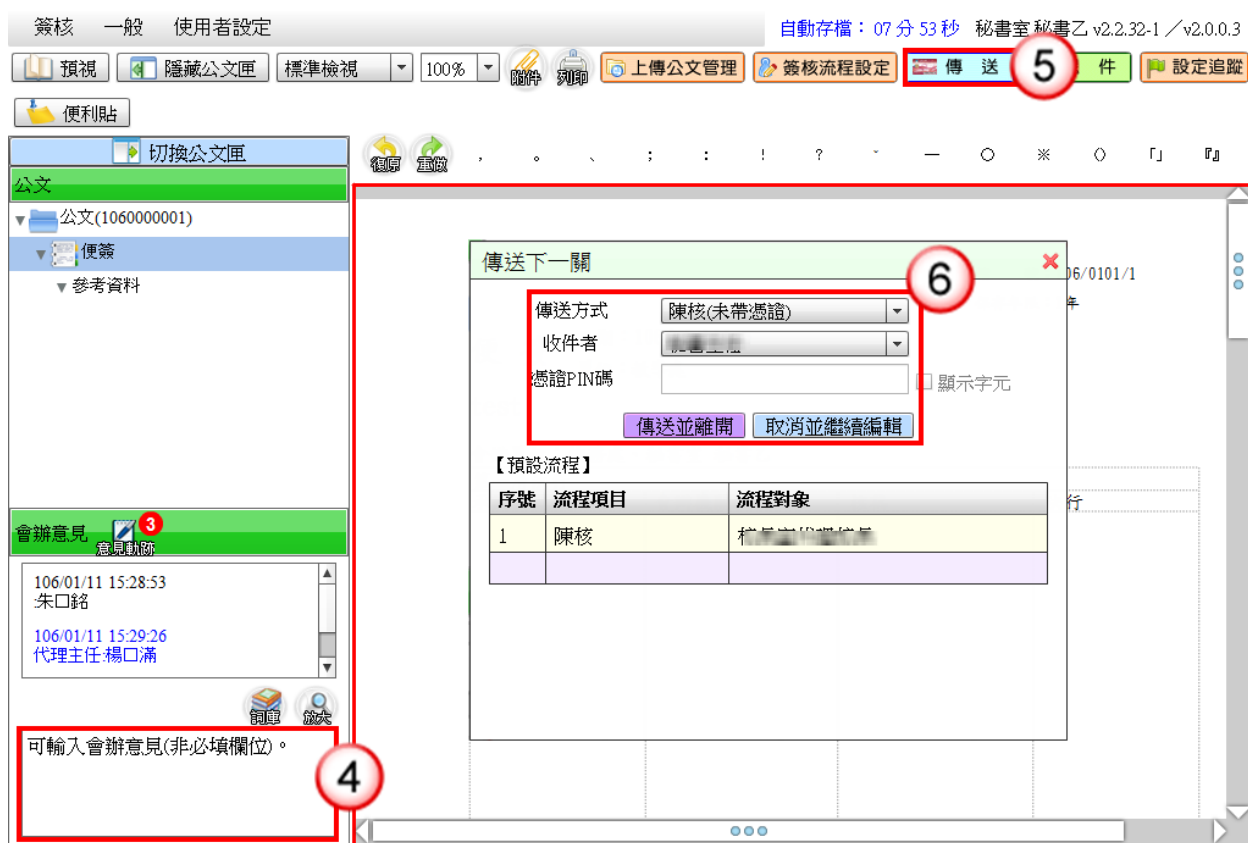 簽核 一般 使用者設定 自動存檔：07 分 53 秒 秘書室 秘書乙 v2.2.32-1 ／v2.0.0.3
預視 隱藏公文匣 標準檢視 100% 附件 列印 上傳公文管理 簽核流程設定 傳 送 5 件 設定追蹤
便利貼
切換公文匣 復原 重做 ， 。 、 ； ： ！ ？ ˇ — ○ ※ 〈〉 「」 『』
公文
公文(1060000001)
便簽
參考資料
傳送下一關
06/0101/1
年
6
傳送方式 陳核(未帶憑證)
收件者
憑證PIN碼 顯示字元
傳送並離開 取消並繼續編輯
【預設流程】
序號 流程項目 流程對象
行
1 陳核
會辦意見 3
意見軌跡
106/01/11 15:28:53
:朱口銘
106/01/11 15:29:26
代理主任:楊口滿
詞庫 放大
可輸入會辦意見(非必填欄位)。
4